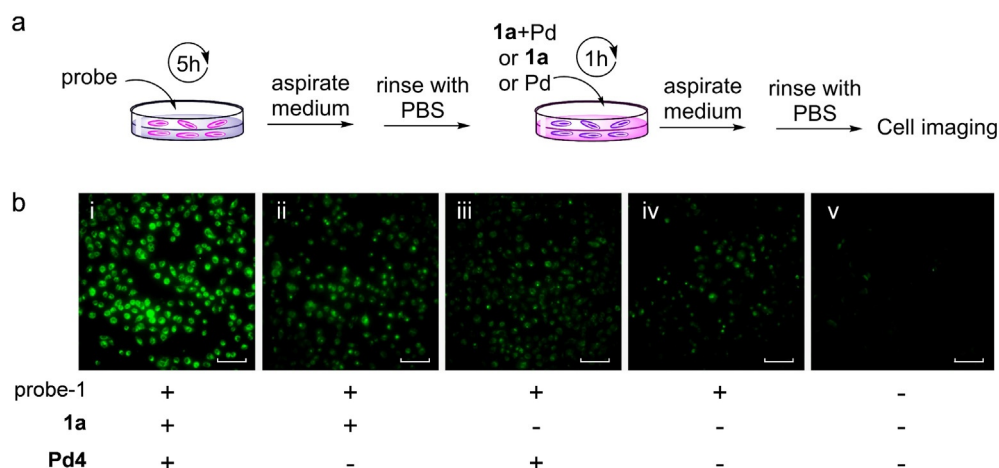 a
probe
5h
aspirate
medium
rinse with
PBS
1a+Pd
or 1a
or Pd
1h
aspirate
medium
rinse with
PBS
Cell imaging
b
i ii iii iv v
probe-1 + + + + -
1a + + - - -
Pd4 + - + - -